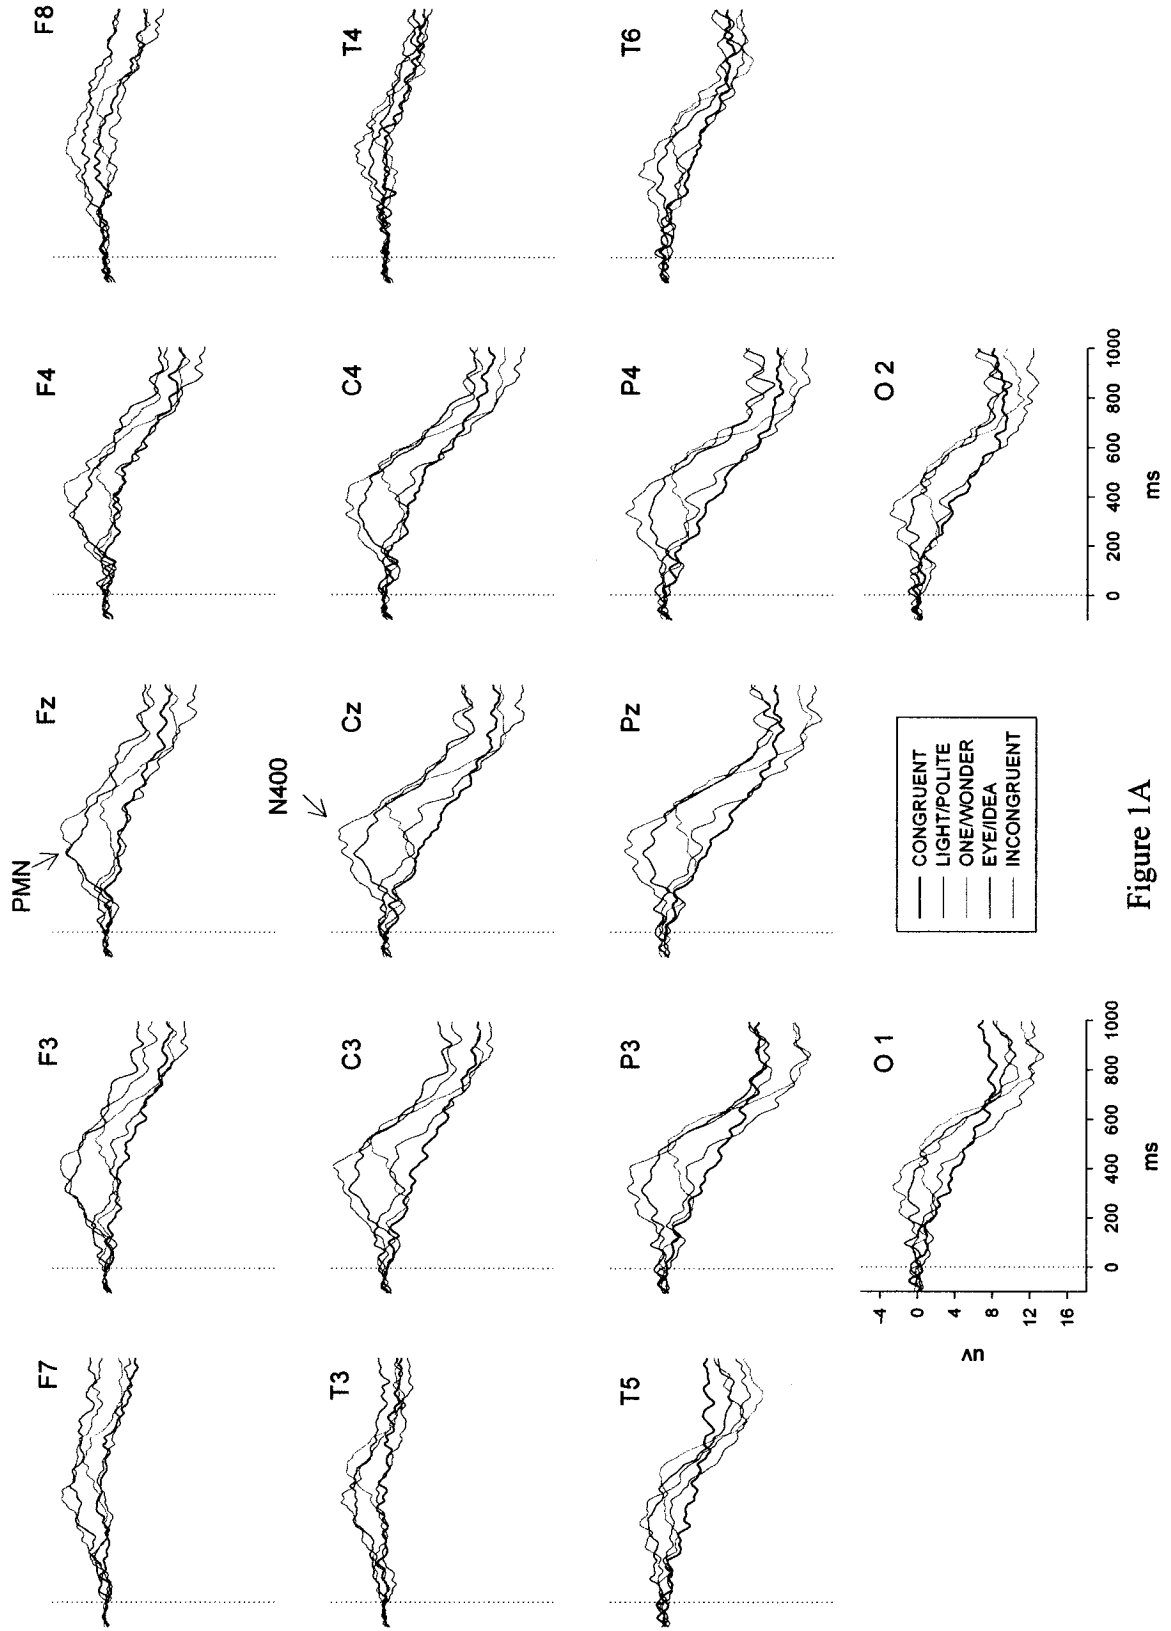 F7
F3
PMN
Fz
F4
F8
T3
C3
N400
Cz
C4
T4
T5
P3
Pz
P4
T6
O 1
O 2
uv
-4
0
4
8
12
16
0 200 400 600 800 1000
ms
CONGRUENT
LIGHT/POLITE
ONE/WONDER
EYE/IDEA
INCONGRUENT
0 200 400 600 800 1000
ms
Figure 1A